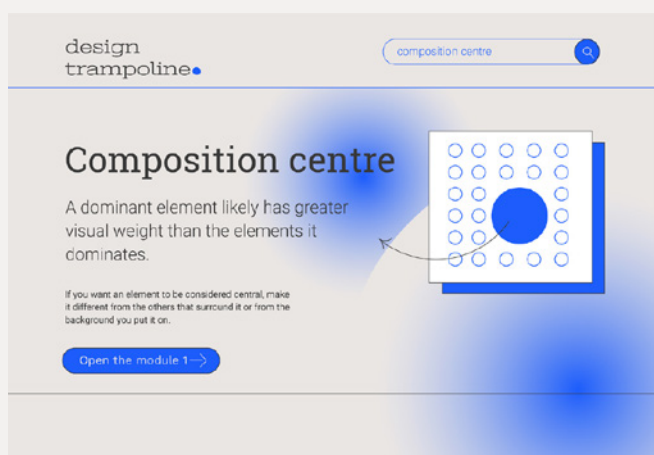 design
trampoline
composition centre
Composition centre
A dominant element likely has greater
visual weight than the elements it
dominates.
If you want an element to be considered central, make
it different from the others that surround it or from the
background you put it on.
Open the module 1